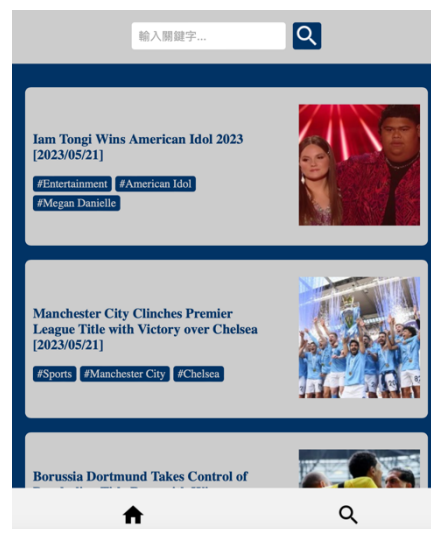 輸入關鍵字...
Iam Tongi Wins American Idol 2023
[2023/05/21]
#Entertainment #American Idol
#Megan Danielle
Manchester City Clinches Premier
League Title with Victory over Chelsea
[2023/05/21]
#Sports #Manchester City #Chelsea
Borussia Dortmund Takes Control of